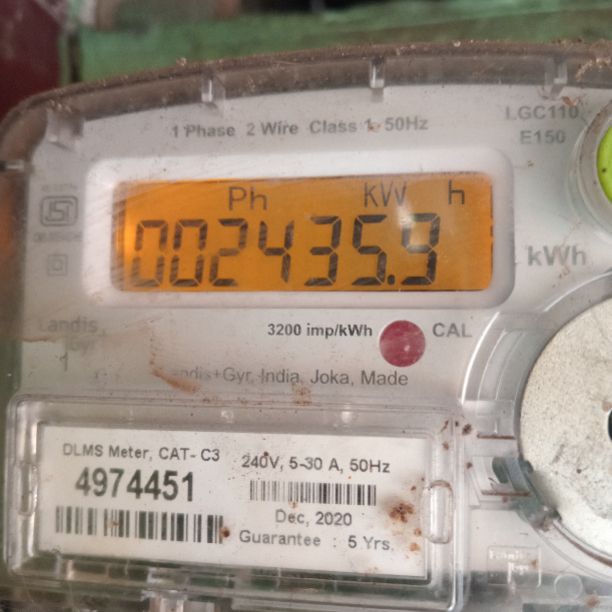 LGC110
1 Phase 2 Wire Class 1 50Hz
E150
Ph KW h
002435.9
kWh
Landis
Gyr
3200 imp/kWh CAL
Gyr, India, Joka, Made
DLMS Meter, CAT- C3
4974451
240V, 5-30 A, 50Hz
Dec, 2020
Guarantee : 5 Yrs.